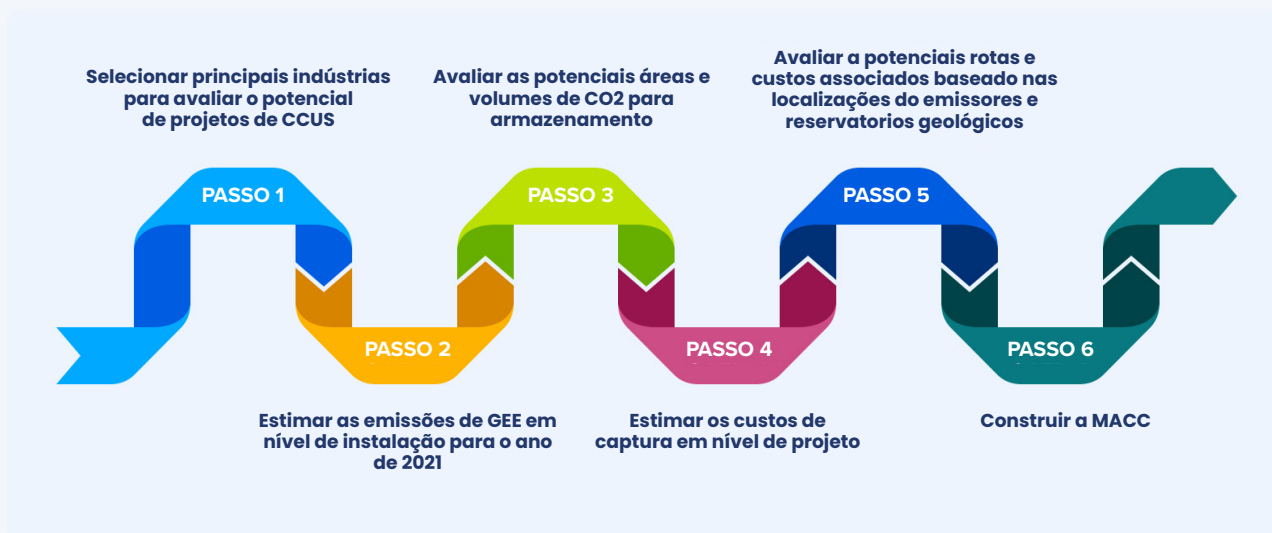 Selecionar principais indústrias
para avaliar o potencial
de projetos de CCUS
Avaliar as potenciais áreas e
volumes de CO2 para
armazenamento
Avaliar a potenciais rotas e
custos associados baseado nas
localizações do emissores e
reservatorios geológicos
PASSO 1
PASSO 3
PASSO 5
PASSO 2
PASSO 4
PASSO 6
Estimar as emissões de GEE em
nível de instalação para o ano
de 2021
Estimar os custos de
captura em nível de projeto
Construir a MACC